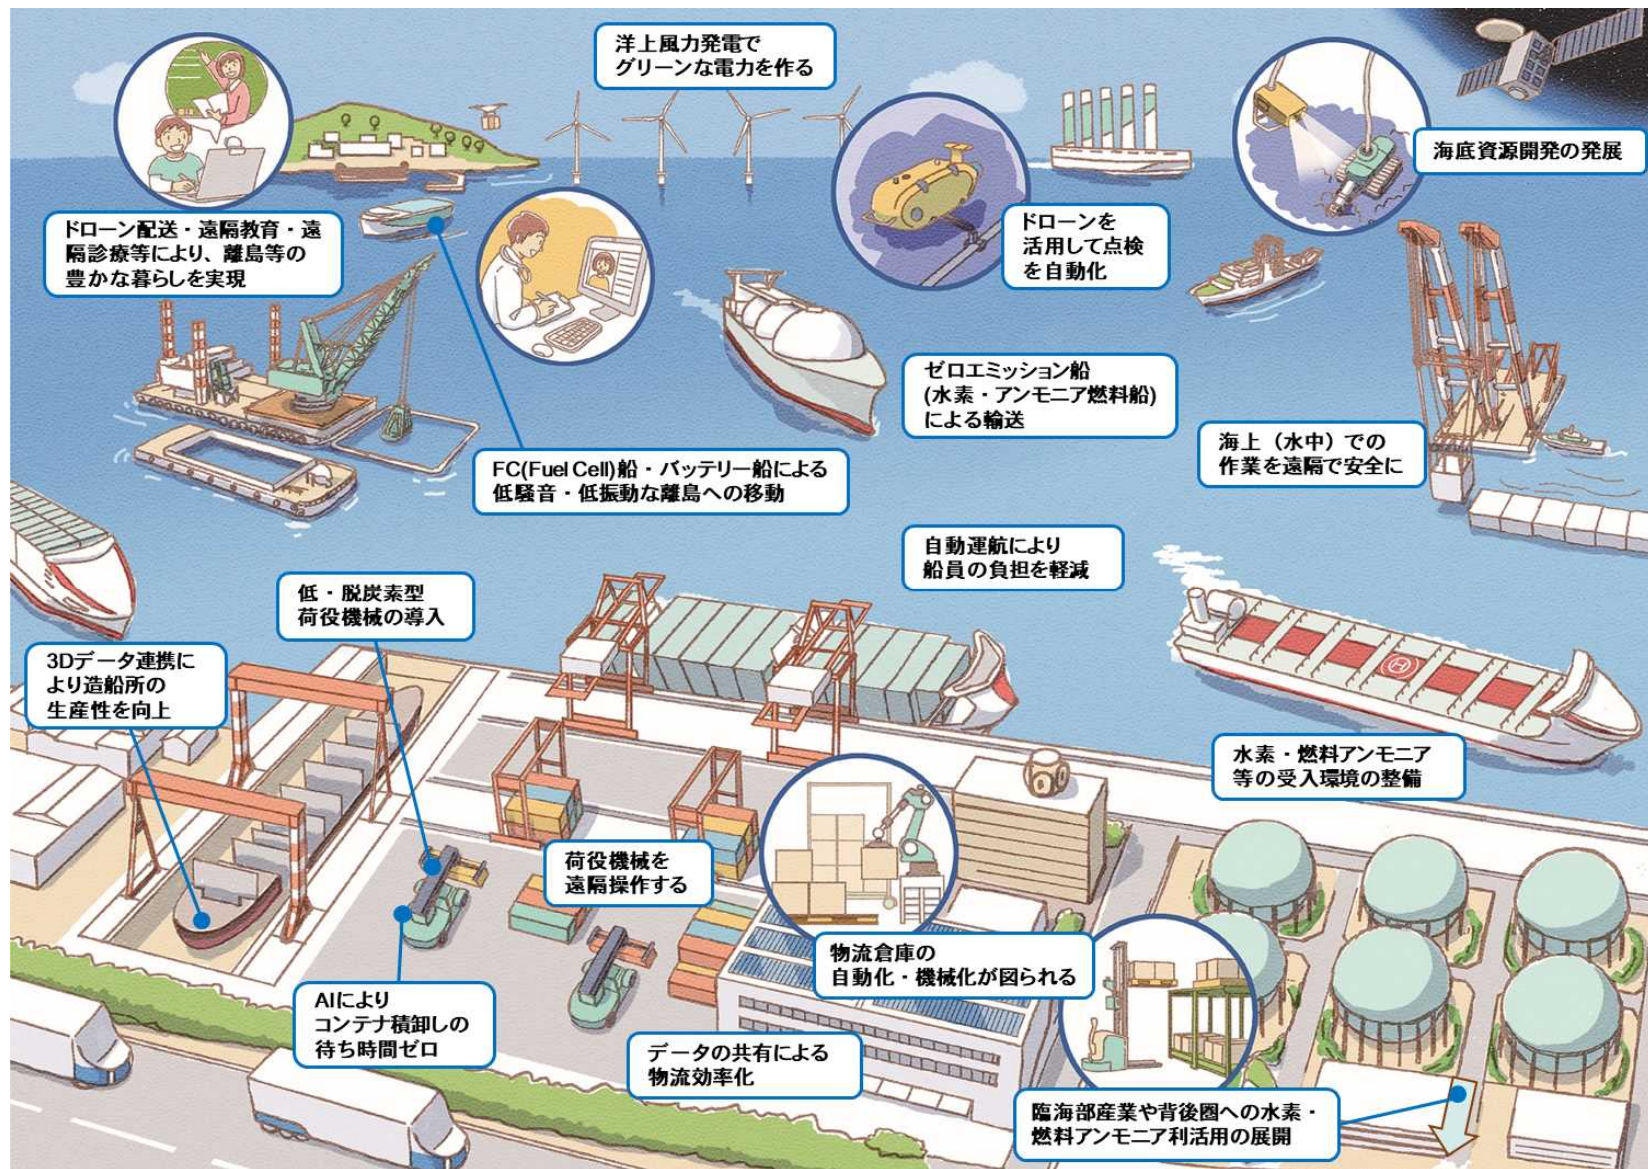 洋上風力発電で
グリーンな電力を作る
海底資源開発の発展
ドローン配送・遠隔教育・遠
隔診療等により、離島等の
豊かな暮らしを実現
ドローンを
活用して点検
を自動化
ゼロエミッション船
(水素・アンモニア燃料船)
による輸送
海上（水中）での
作業を遠隔で安全に
FC(Fuel Cell)船・バッテリー船による
低騒音・低振動な離島への移動
自動運航により
船員の負担を軽減
低・脱炭素型
荷役機械の導入
3Dデータ連携に
より造船所の
生産性を向上
H
水素・燃料アンモニア
等の受入環境の整備
荷役機械を
遠隔操作する
物流倉庫の
自動化・機械化が図られる
AIにより
コンテナ積卸しの
待ち時間ゼロ
データの共有による
物流効率化
臨海部産業や背後圏への水素・
燃料アンモニア利活用の展開